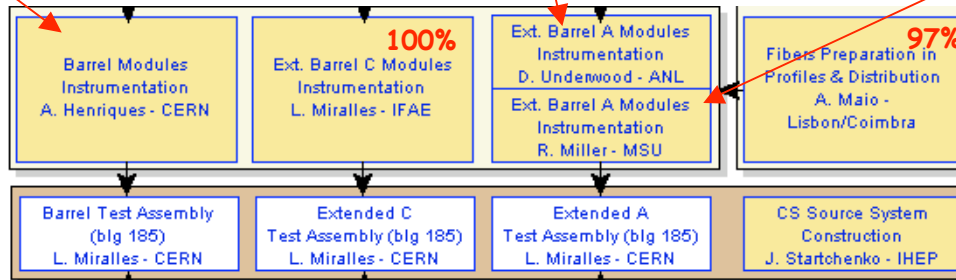 Barrel Modules
Instrumentation
A. Henriques - CERN
100%
Ext. Barrel C Modules
Instrumentation
L. Miralles - IFAE
Ext. Barrel A Modules
Instrumentation
D. Underwood - ANL
Ext. Barrel A Modules
Instrumentation
R. Miller - MSU
97%
Fibers Preparation in
Profiles & Distribution
A. Maio -
Lisbon/Coimbra
Barrel Test Assembly
(blg 185)
L. Miralles - CERN
Extended C
Test Assembly (blg 185)
L. Miralles - CERN
Extended A
Test Assembly (blg 185)
L. Miralles - CERN
CS Source System
Construction
J. Startchenko - IHEP